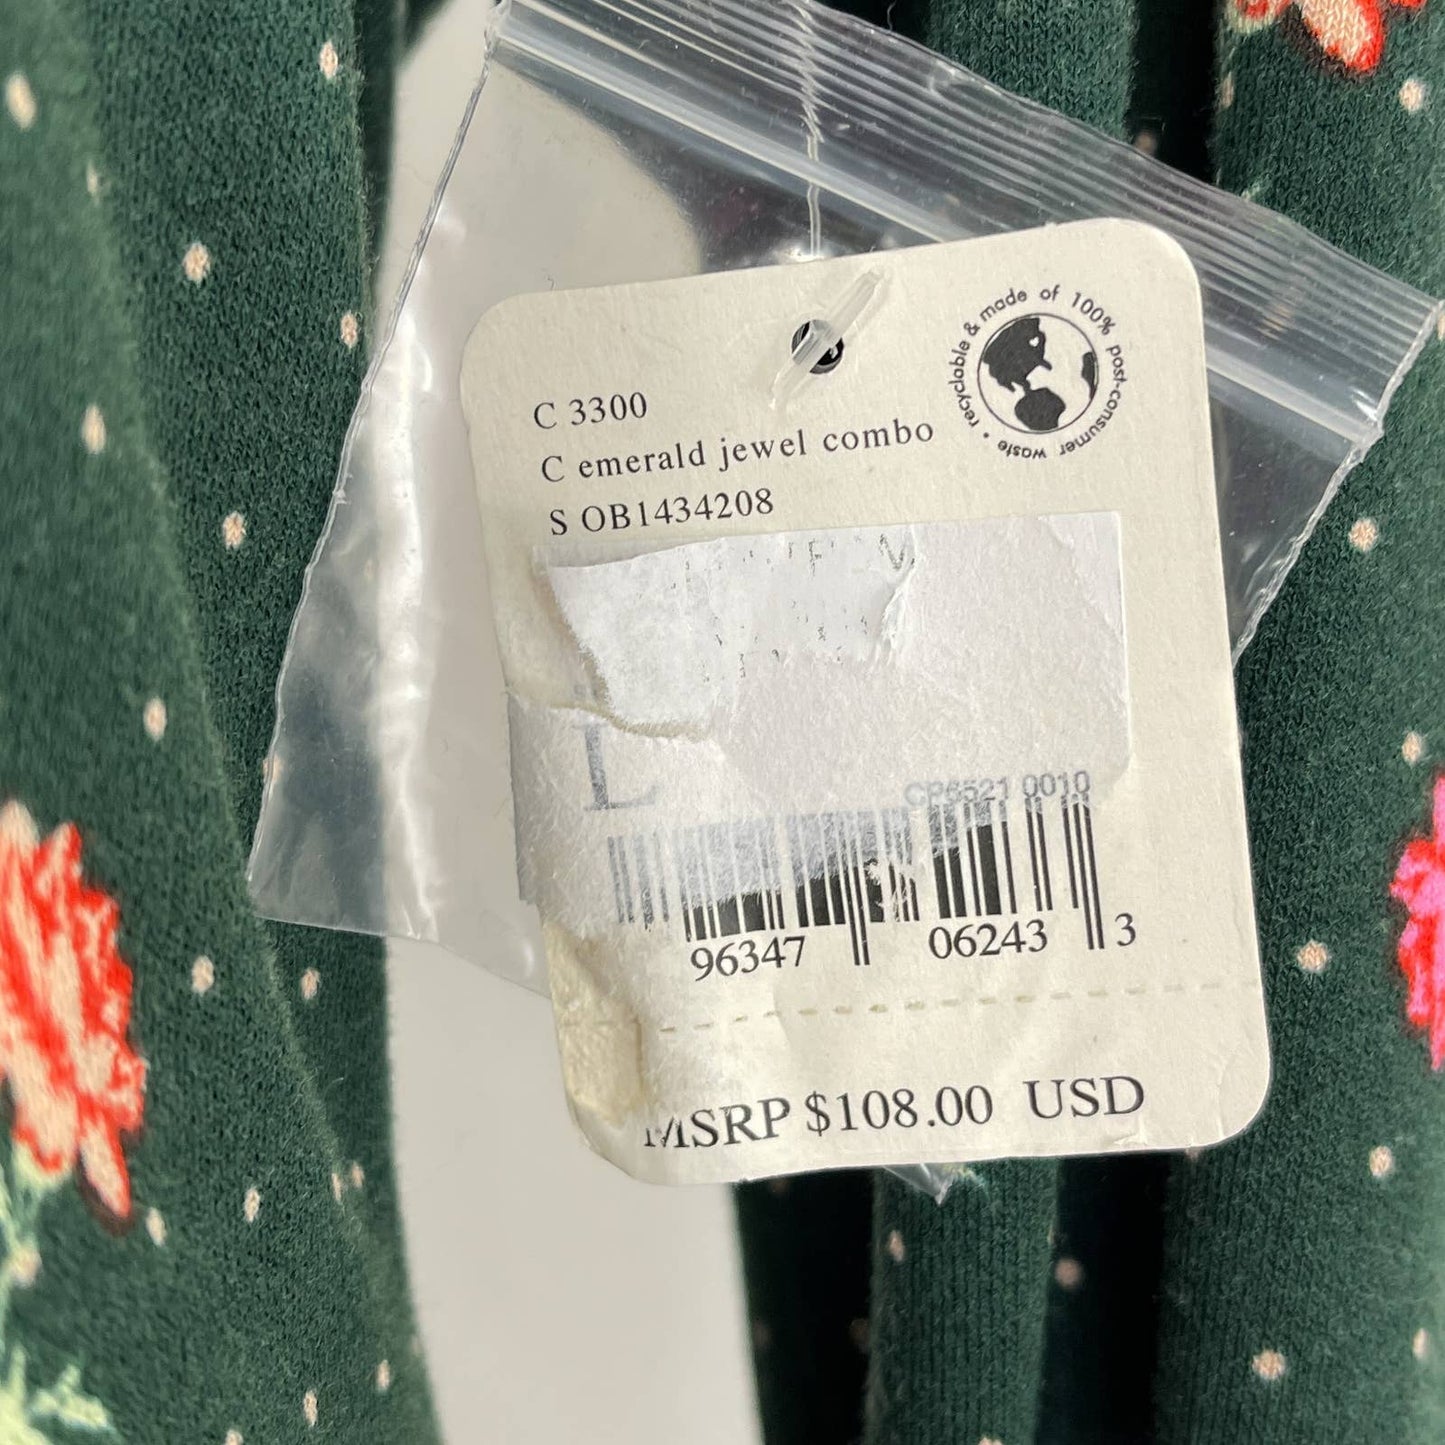 recyclable & made of 100% post-consumer waste •
C 3300
C emerald jewel combo
S OB1434208
L
CP6521 0010
96347 06243 3
MSRP $108.00 USD